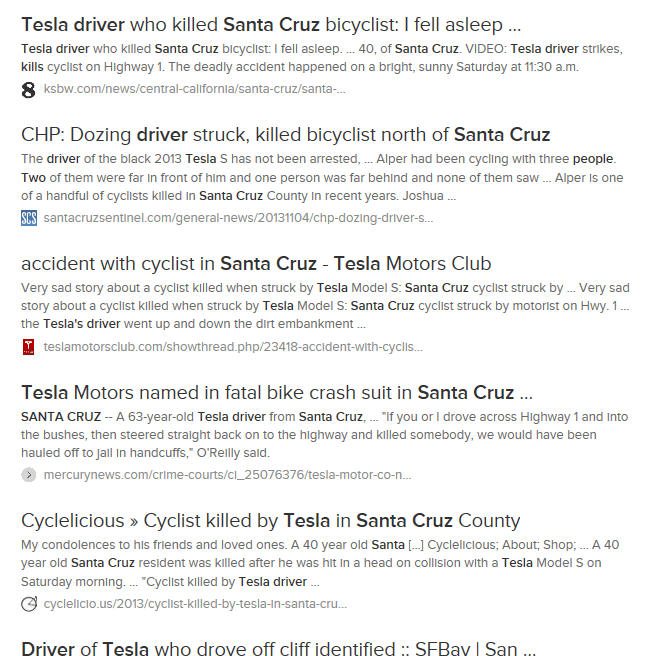 Tesla driver who killed Santa Cruz bicyclist: I fell asleep ...
Tesla driver who killed Santa Cruz bicyclist: I fell asleep. ... 40, of Santa Cruz. VIDEO: Tesla driver strikes,
kills cyclist on Highway 1. The deadly accident happened on a bright, sunny Saturday at 11:30 a.m.
8 ksbw.com/news/central-california/santa-cruz/santa-...
CHP: Dozing driver struck, killed bicyclist north of Santa Cruz
The driver of the black 2013 Tesla S has not been arrested, ... Alper had been cycling with three people.
Two of them were far in front of him and one person was far behind and none of them saw ... Alper is one
of a handful of cyclists killed in Santa Cruz County in recent years. Joshua ...
SCS santacruzsentinel.com/general-news/20131104/chp-dozing-driver-s...
accident with cyclist in Santa Cruz - Tesla Motors Club
Very sad story about a cyclist killed when struck by Tesla Model S: Santa Cruz cyclist struck by ... Very sad
story about a cyclist killed when struck by Tesla Model S: Santa Cruz cyclist struck by motorist on Hwy. 1 ...
the Tesla's driver went up and down the dirt embankment ...
teslamotorsclub.com/showthread.php/23418-accident-with-cyclis...
Tesla Motors named in fatal bike crash suit in Santa Cruz ...
SANTA CRUZ -- A 63-year-old Tesla driver from Santa Cruz, ... "If you or I drove across Highway 1 and into
the bushes, then steered straight back on to the highway and killed somebody, we would have been
hauled off to jail in handcuffs," O'Reilly said.
mercurynews.com/crime-courts/ci_25076376/tesla-motor-co-n...
Cyclelicious » Cyclist killed by Tesla in Santa Cruz County
My condolences to his friends and loved ones. A 40 year old Santa [...] Cyclelicious; About; Shop; ... A 40
year old Santa Cruz resident was killed after he was hit in a head on collision with a Tesla Model S on
Saturday morning. ... "Cyclist killed by Tesla driver ...
cyclelicio.us/2013/cyclist-killed-by-tesla-in-santa-cru...
Driver of Tesla who drove off cliff identified :: SFBay | San ...